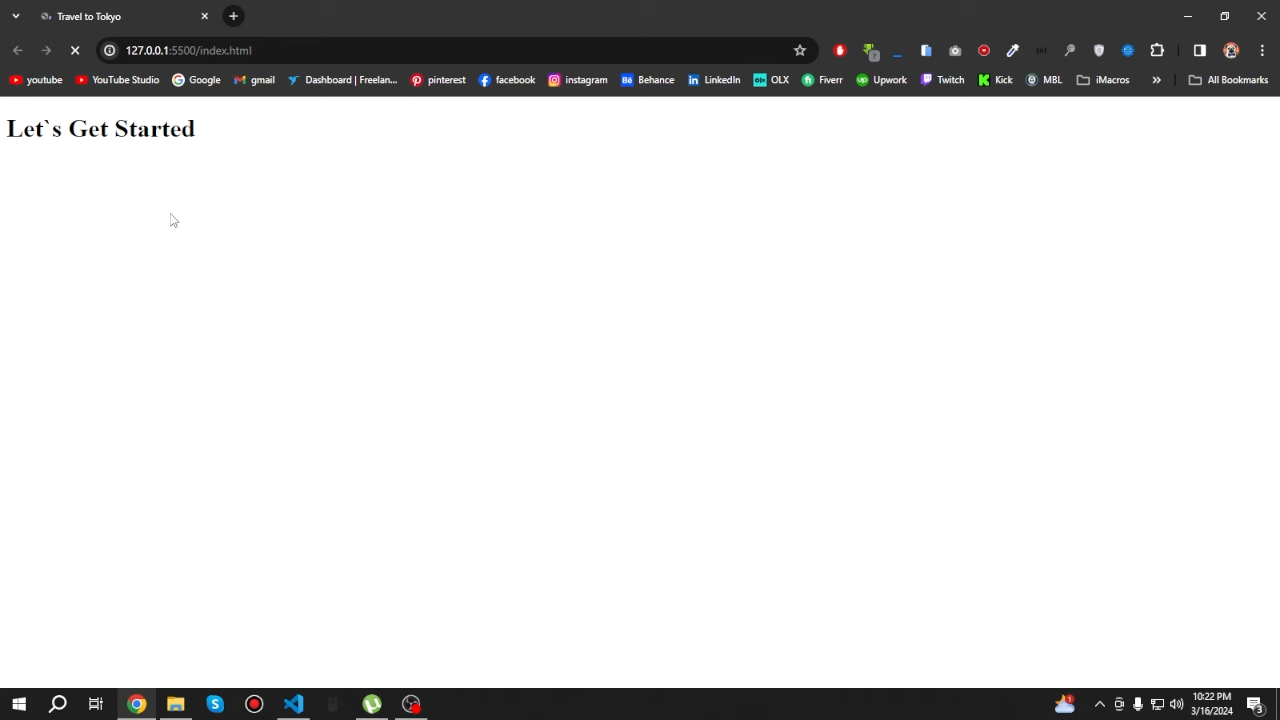 Travel to Tokyo
127.0.0.1:5500/index.html
youtube YouTube Studio Google gmail Dashboard | Freelan... pinterest facebook instagram Behance LinkedIn OLX Fiverr Upwork Twitch Kick MBL iMacros » All Bookmarks
Let`s Get Started
10:22 PM
3/16/2024